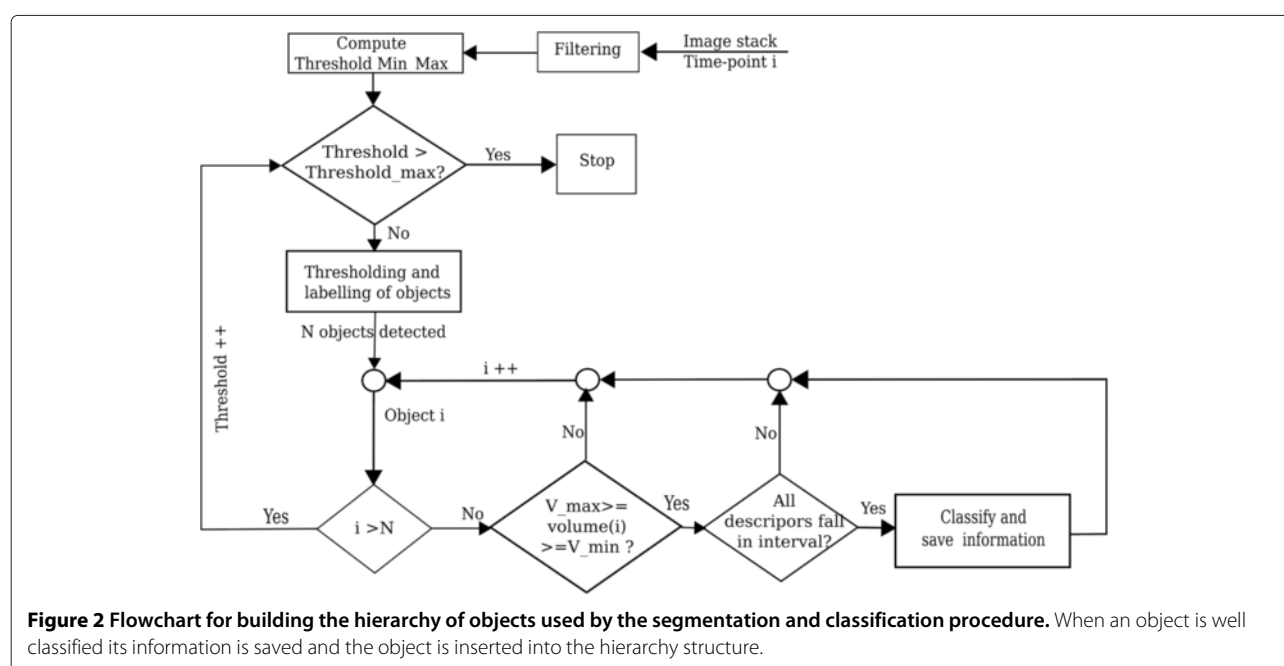 Image stack
Time-point i
Filtering
Compute
Threshold Min Max
Threshold >
Threshold_max?
Yes
Stop
No
Thresholding and
labelling of objects
N objects detected
Threshold ++
i ++
Object i
No
No
Yes
i >N
No
V_max>=
volume(i)
>=V_min ?
Yes
All
descripors fall
in interval?
Yes
Classify and
save information
Figure 2 Flowchart for building the hierarchy of objects used by the segmentation and classification procedure. When an object is well
classified its information is saved and the object is inserted into the hierarchy structure.